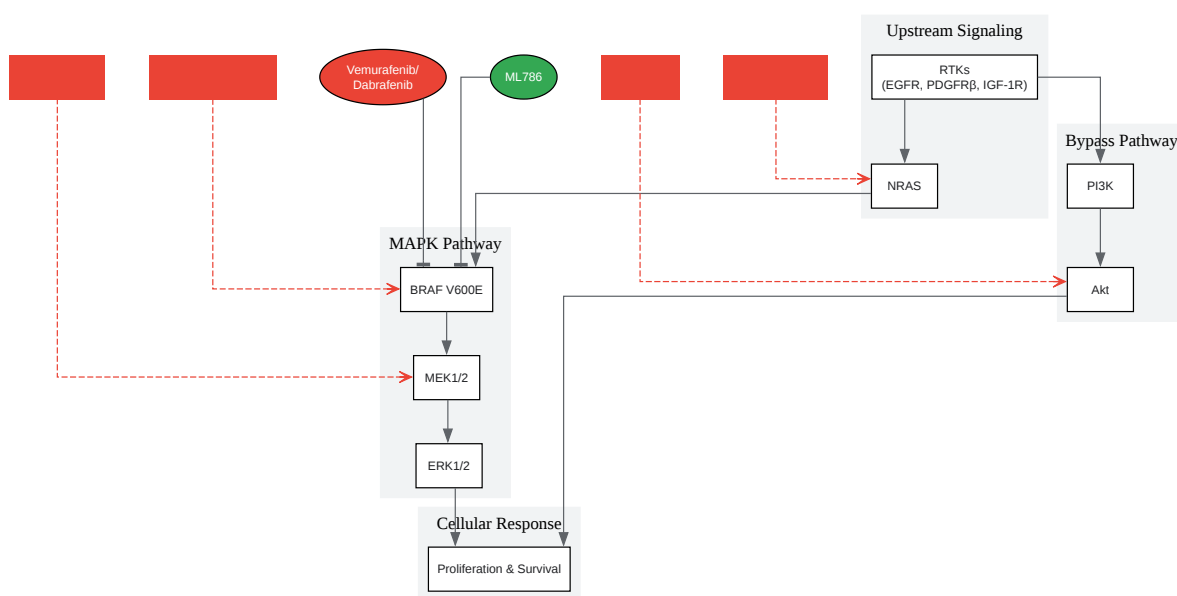 Upstream Signaling
Vemurafenib/
Dabrafenib
ML786
RTKs
(EGFR, PDGFRβ, IGF-1R)
Bypass Pathway
NRAS
PI3K
MAPK Pathway
BRAF V600E
Akt
MEK1/2
ERK1/2
Cellular Response
Proliferation & Survival